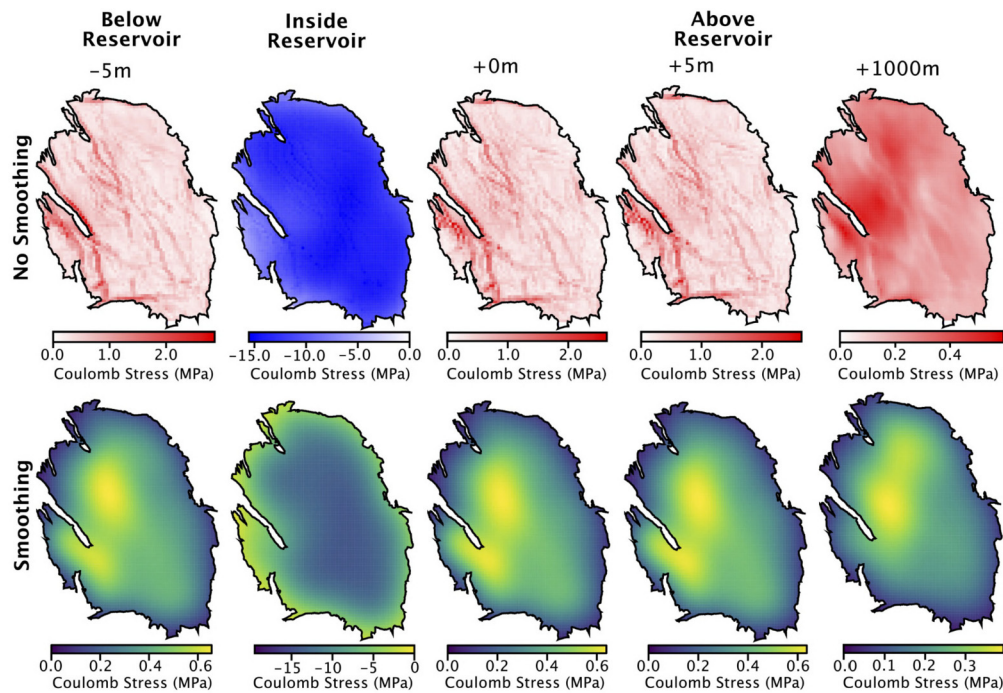 Below
Reservoir
Inside
Reservoir
Above
Reservoir
−5m
+0m
+5m
+1000m
No Smoothing
0.0 1.0 2.0
Coulomb Stress (MPa)
−15.0 −10.0 −5.0 0.0
Coulomb Stress (MPa)
0.0 2.0
Coulomb Stress (MPa)
0.0 2.0
Coulomb Stress (MPa)
0.0 0.2 0.4
Coulomb Stress (MPa)
Smoothing
0.0 0.2 0.4 0.6
Coulomb Stress (MPa)
−15 −10 −5 0
Coulomb Stress (MPa)
0.0 0.2 0.4 0.6
Coulomb Stress (MPa)
0.0 0.2 0.4 0.6
Coulomb Stress (MPa)
0.0 0.1 0.2 0.3
Coulomb Stress (MPa)